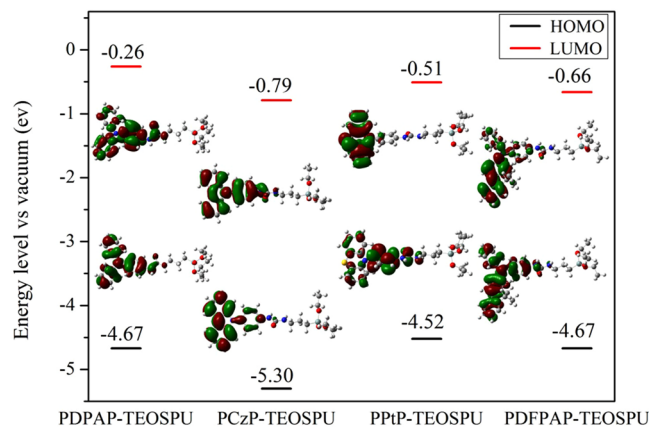 HOMO
LUMO
Energy level vs vacuum (ev)
0
-1
-2
-3
-4
-5
-0.26
-0.79
-0.51
-0.66
-4.67
-5.30
-4.52
-4.67
PDPAP-TEOSPU
PCzP-TEOSPU
PPtP-TEOSPU
PDFPAP-TEOSPU